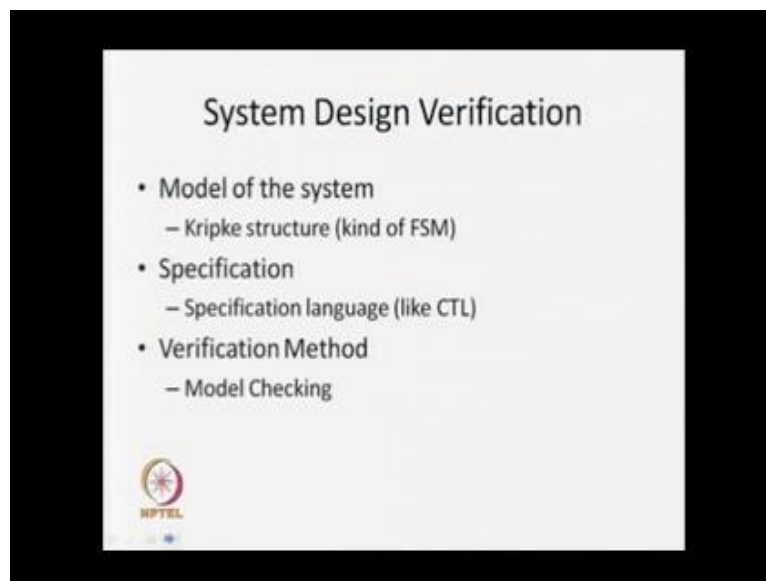 System Design Verification
• Model of the system
– Kripke structure (kind of FSM)
• Specification
– Specification language (like CTL)
• Verification Method
– Model Checking
NPTEL